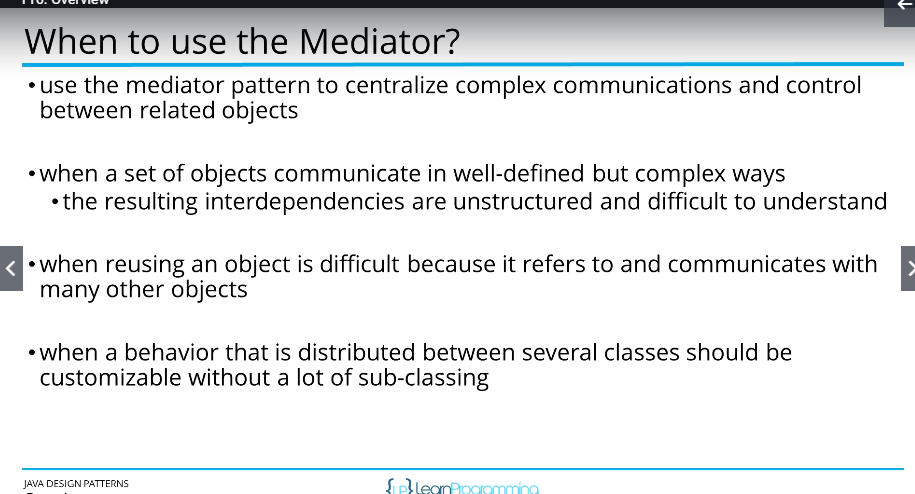 When to use the Mediator?
• use the mediator pattern to centralize complex communications and control
between related objects
• when a set of objects communicate in well-defined but complex ways
• the resulting interdependencies are unstructured and difficult to understand
• when reusing an object is difficult because it refers to and communicates with
many other objects
• when a behavior that is distributed between several classes should be
customizable without a lot of sub-classing
JAVA DESIGN PATTERNS
{LP} LearnProgramming